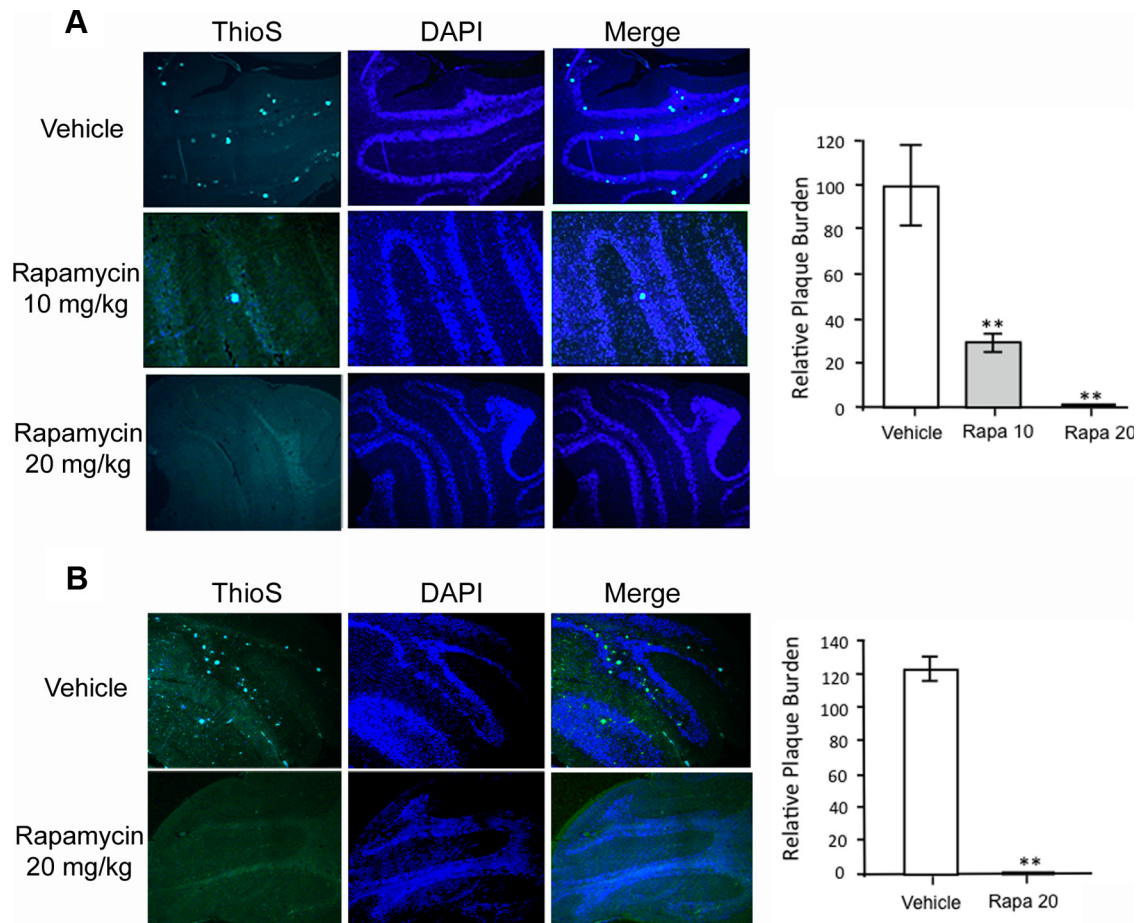 A
ThioS DAPI Merge
Vehicle
Rapamycin
10 mg/kg
Rapamycin
20 mg/kg
Relative Plaque Burden
120
100
80
60
40
20
0
Vehicle Rapa 10 Rapa 20
**
**
B
ThioS DAPI Merge
Vehicle
Rapamycin
20 mg/kg
Relative Plaque Burden
140
120
100
80
60
40
20
0
Vehicle Rapa 20
**